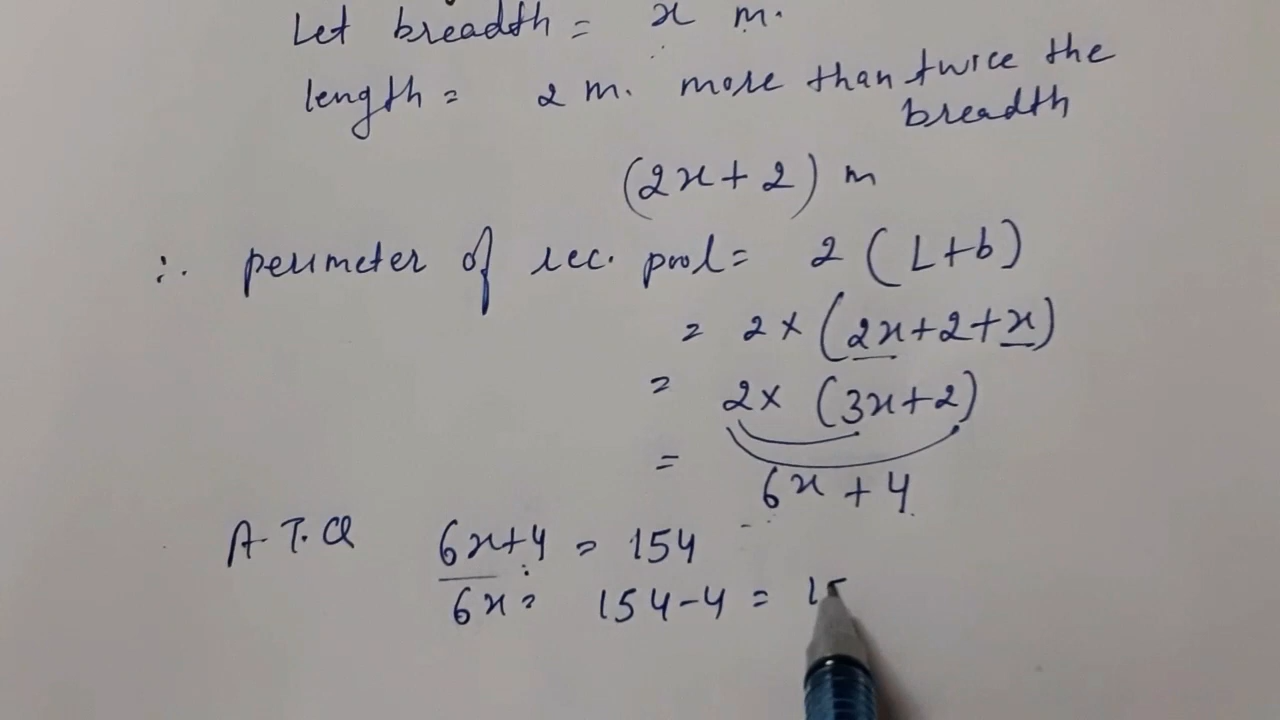 Let breadth = x m.
length = 2 m. more than twice the
breadth
(2x + 2) m
∴ perimeter of rec. pool = 2 (L+b)
= 2 × (2x+2+x)
= 2 × (3x+2)
= 6x + 4
A.T.Q 6x+4 = 154
6x = 154-4 = 15